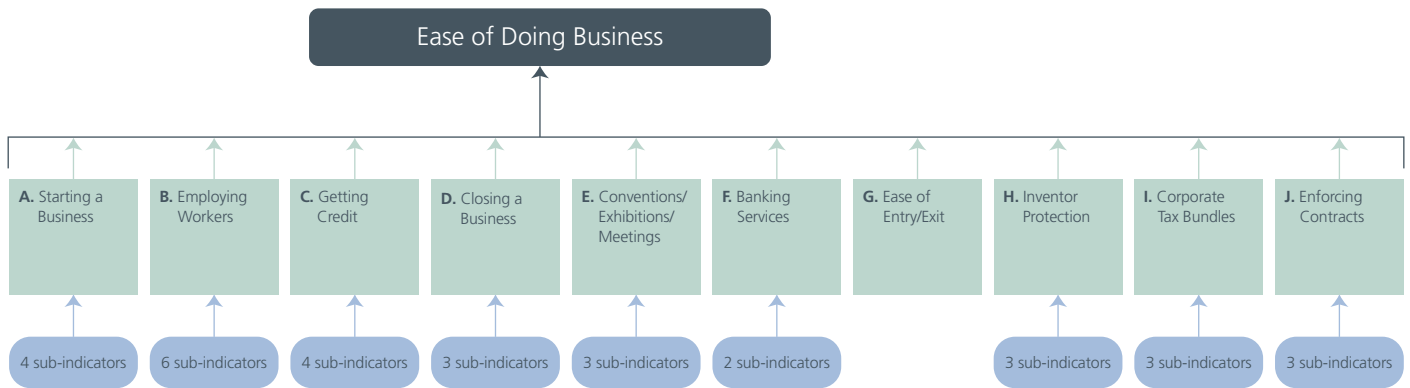 Ease of Doing Business
A. Starting a
Business
B. Employing
Workers
C. Getting
Credit
D. Closing a
Business
E. Conventions/
Exhibitions/
Meetings
F. Banking
Services
G. Ease of
Entry/Exit
H. Inventor
Protection
I. Corporate
Tax Bundles
J. Enforcing
Contracts
4 sub-indicators
6 sub-indicators
4 sub-indicators
3 sub-indicators
3 sub-indicators
2 sub-indicators
3 sub-indicators
3 sub-indicators
3 sub-indicators